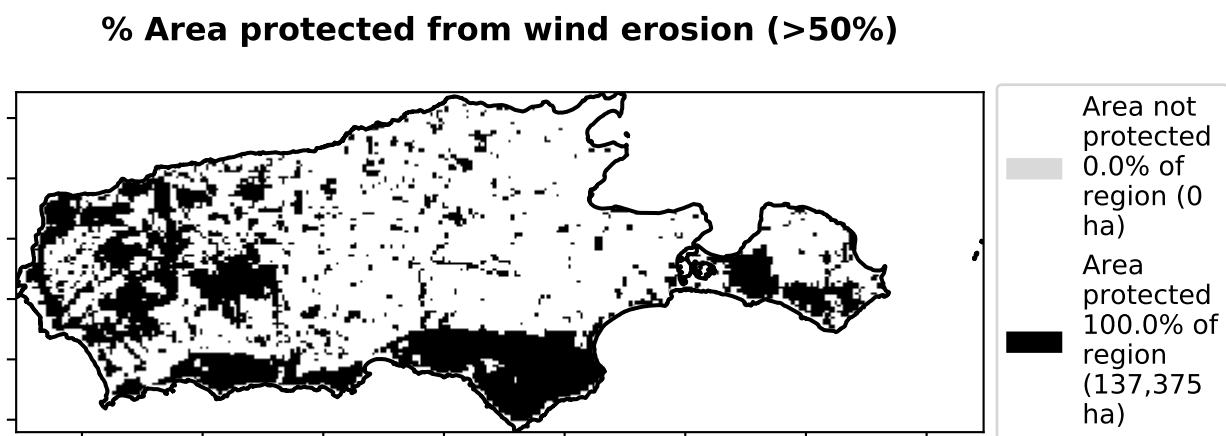 % Area protected from wind erosion (>50%)
Area not
protected
0.0% of
region (0
ha)
Area
protected
100.0% of
region
(137,375
ha)